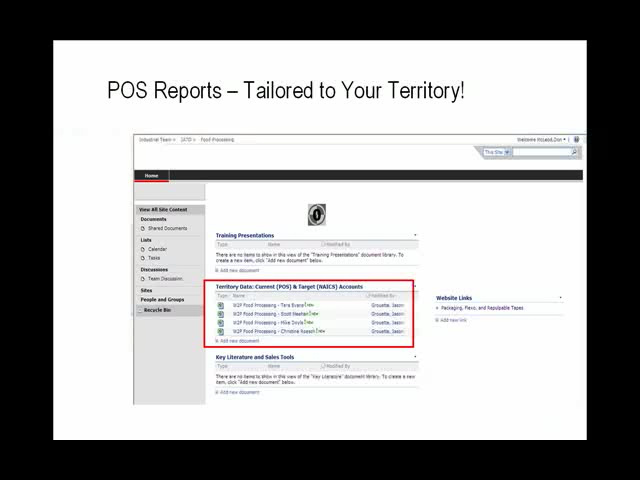 POS Reports – Tailored to Your Territory!
Industrial Team > IATD > Food Processing
Welcome McLeod, Don
This Site
Home
View All Site Content
Documents
Shared Documents
Lists
Calendar
Tasks
Discussions
Team Discussion
Sites
People and Groups
Recycle Bin
Training Presentations
Type Name Modified By
There are no items to show in this view of the "Training Presentations" document library. To
create a new item, click "Add new document" below.
Add new document
Territory Data: Current (POS) & Target (NAICS) Accounts
Type Name Modified By
W2F Food Processing - Tara Evans NEW Grouette, Jason
W2F Food Processing - Scott Meehan NEW Grouette, Jason
W2F Food Processing - Mike Doyle NEW Grouette, Jason
W2F Food Processing - Christine NEW Grouette, Jason
Add new document
Key Literature and Sales Tools
Type Name Modified By
There are no items to show in this view of the "Key Literature" document library. To create a new
item, click "Add new document" below.
Add new document
Website Links
Packaging, Flexo, and Repulpable Tapes
Add new link